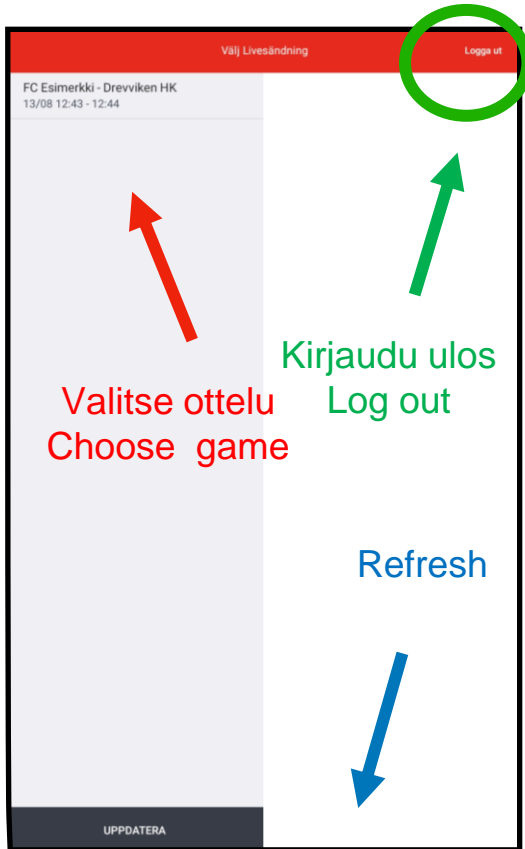 Välj Livesändning
Logga ut
FC Esimerkki - Drevviken HK
13/08 12:43 - 12:44
Kirjaudu ulos
Log out
Valitse ottelu
Choose game
Refresh
UPPDATERA